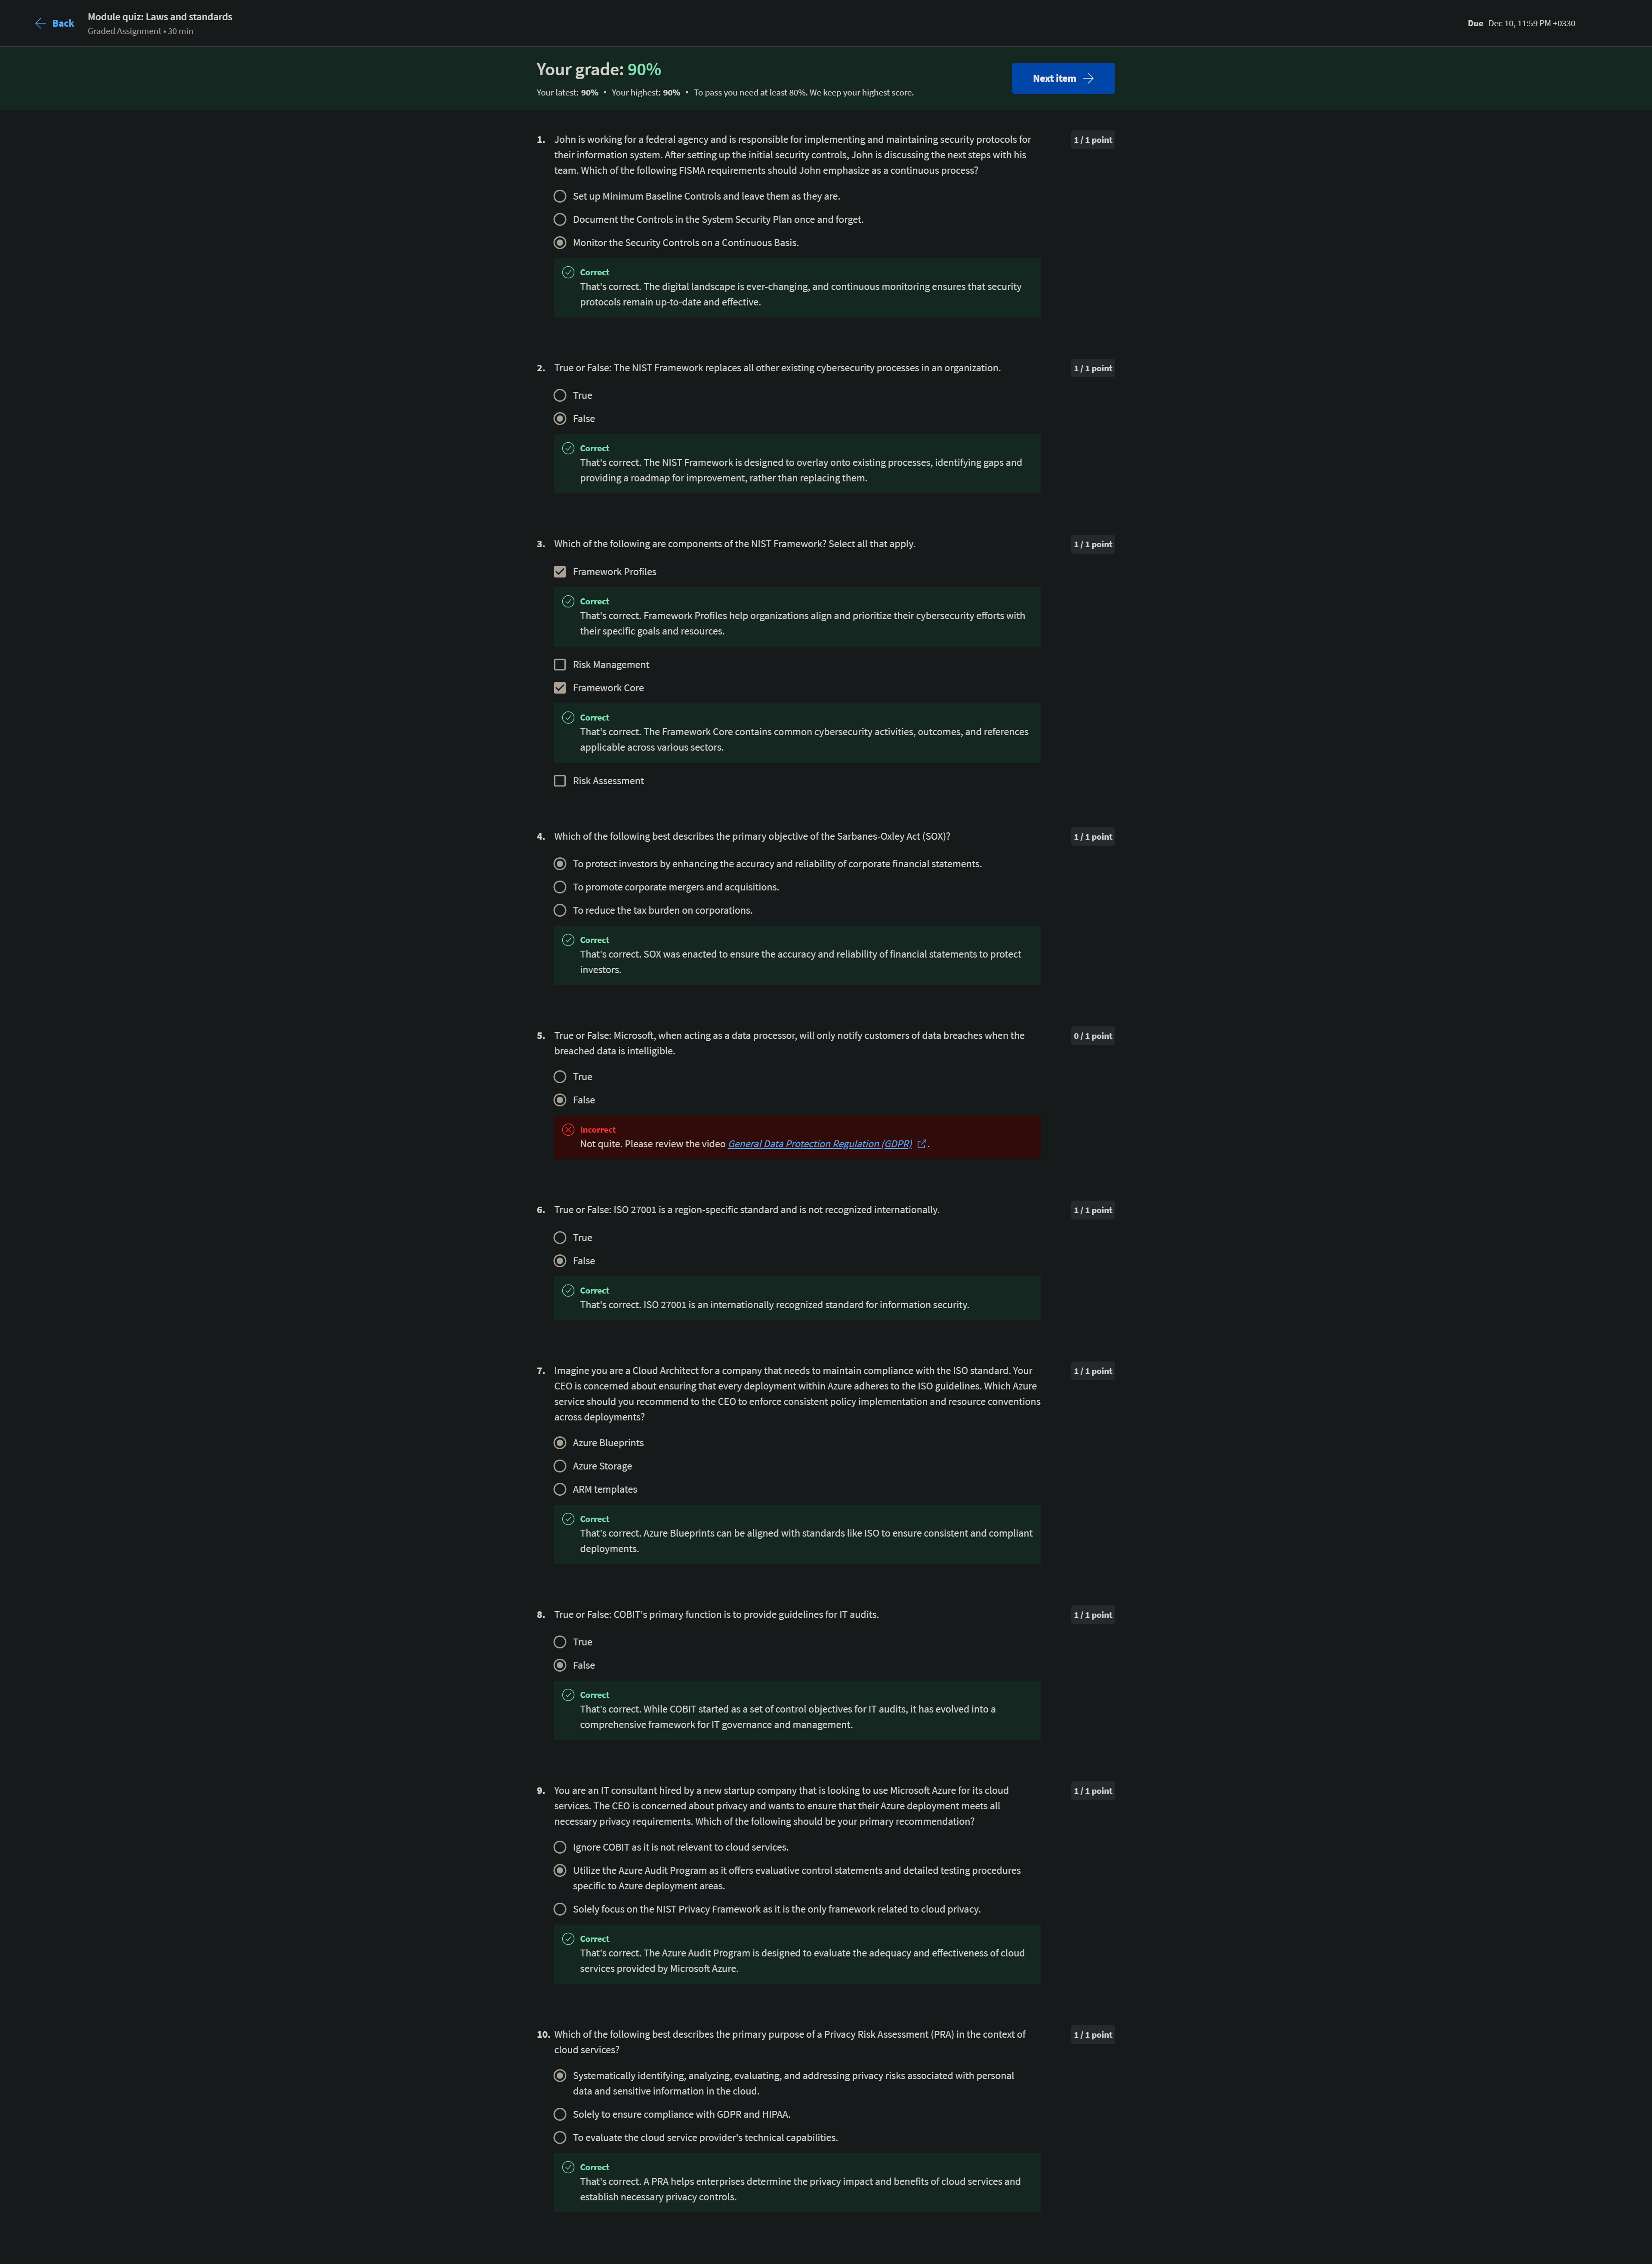 Back
Module quiz: Laws and standards
Graded Assignment • 30 min
Due Dec 10, 11:59 PM +0330
Your grade: 90%
Your latest: 90% • Your highest: 90% • To pass you need at least 80%. We keep your highest score.
Next item
1. John is working for a federal agency and is responsible for implementing and maintaining security protocols for
their information system. After setting up the initial security controls, John is discussing the next steps with his
team. Which of the following FISMA requirements should John emphasize as a continuous process?
1 / 1 point
Set up Minimum Baseline Controls and leave them as they are.
Document the Controls in the System Security Plan once and forget.
Monitor the Security Controls on a Continuous Basis.
Correct
That's correct. The digital landscape is ever-changing, and continuous monitoring ensures that security
protocols remain up-to-date and effective.
2. True or False: The NIST Framework replaces all other existing cybersecurity processes in an organization.
1 / 1 point
True
False
Correct
That's correct. The NIST Framework is designed to overlay onto existing processes, identifying gaps and
providing a roadmap for improvement, rather than replacing them.
3. Which of the following are components of the NIST Framework? Select all that apply.
1 / 1 point
Framework Profiles
Correct
That's correct. Framework Profiles help organizations align and prioritize their cybersecurity efforts with
their specific goals and resources.
Risk Management
Framework Core
Correct
That's correct. The Framework Core contains common cybersecurity activities, outcomes, and references
applicable across various sectors.
Risk Assessment
4. Which of the following best describes the primary objective of the Sarbanes-Oxley Act (SOX)?
1 / 1 point
To protect investors by enhancing the accuracy and reliability of corporate financial statements.
To promote corporate mergers and acquisitions.
To reduce the tax burden on corporations.
Correct
That's correct. SOX was enacted to ensure the accuracy and reliability of financial statements to protect
investors.
5. True or False: Microsoft, when acting as a data processor, will only notify customers of data breaches when the
breached data is intelligible.
0 / 1 point
True
False
Incorrect
Not quite. Please review the video General Data Protection Regulation (GDPR) .
6. True or False: ISO 27001 is a region-specific standard and is not recognized internationally.
1 / 1 point
True
False
Correct
That's correct. ISO 27001 is an internationally recognized standard for information security.
7. Imagine you are a Cloud Architect for a company that needs to maintain compliance with the ISO standard. Your
CEO is concerned about ensuring that every deployment within Azure adheres to the ISO guidelines. Which Azure
service should you recommend to the CEO to enforce consistent policy implementation and resource conventions
across deployments?
1 / 1 point
Azure Blueprints
Azure Storage
ARM templates
Correct
That's correct. Azure Blueprints can be aligned with standards like ISO to ensure consistent and compliant
deployments.
8. True or False: COBIT's primary function is to provide guidelines for IT audits.
1 / 1 point
True
False
Correct
That's correct. While COBIT started as a set of control objectives for IT audits, it has evolved into a
comprehensive framework for IT governance and management.
9. You are an IT consultant hired by a new startup company that is looking to use Microsoft Azure for its cloud
services. The CEO is concerned about privacy and wants to ensure that their Azure deployment meets all
necessary privacy requirements. Which of the following should be your primary recommendation?
1 / 1 point
Ignore COBIT as it is not relevant to cloud services.
Utilize the Azure Audit Program as it offers evaluative control statements and detailed testing procedures
specific to Azure deployment areas.
Solely focus on the NIST Privacy Framework as it is the only framework related to cloud privacy.
Correct
That's correct. The Azure Audit Program is designed to evaluate the adequacy and effectiveness of cloud
services provided by Microsoft Azure.
10. Which of the following best describes the primary purpose of a Privacy Risk Assessment (PRA) in the context of
cloud services?
1 / 1 point
Systematically identifying, analyzing, evaluating, and addressing privacy risks associated with personal
data and sensitive information in the cloud.
Solely to ensure compliance with GDPR and HIPAA.
To evaluate the cloud service provider's technical capabilities.
Correct
That's correct. A PRA helps enterprises determine the privacy impact and benefits of cloud services and
establish necessary privacy controls.